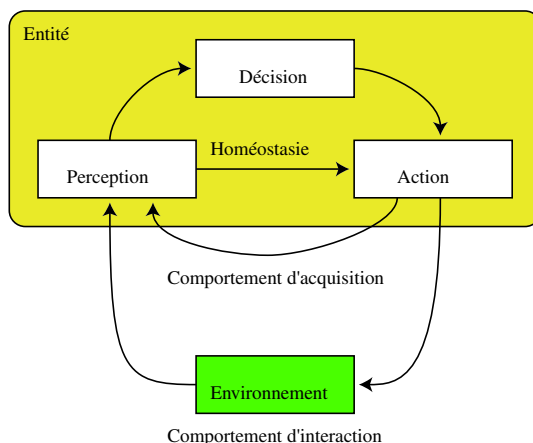 Entité
Décision
Homéostasie
Perception
Action
Comportement d'acquisition
Environnement
Comportement d'interaction